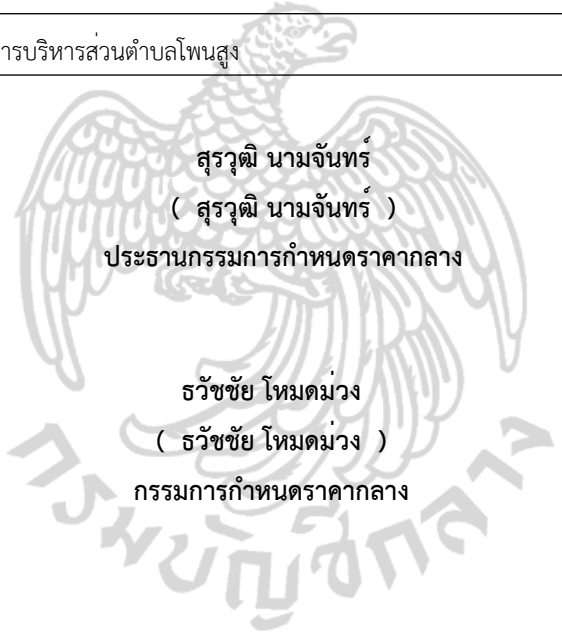 ารบริหารส่วนตำบลโพนสูง
สุรวุฒิ นามจันทร์
( สุรวุฒิ นามจันทร์ )
ประธานกรรมการกำหนดราคากลาง
ธวัชชัย โหมดม่วง
( ธวัชชัย โหมดม่วง )
กรรมการกำหนดราคากลาง
กรมบัญชีกลาง